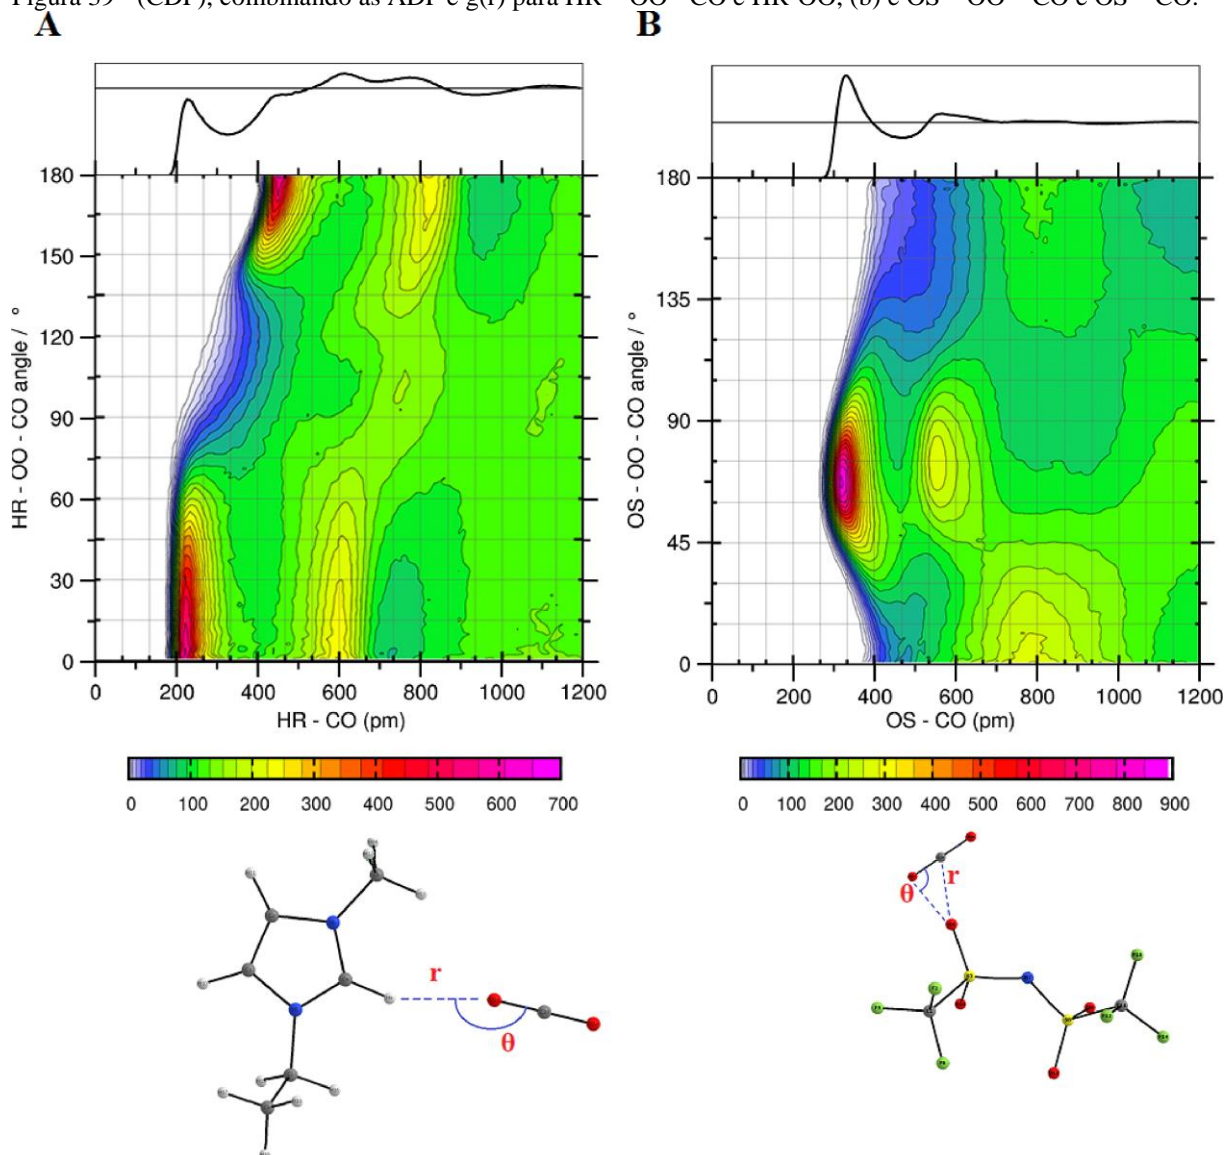 Figura 39 - (CDF), combinando as ADF e g(r) para HR – OO – CO e HR-OO; (b) e OS – OO – CO e OS – CO.
A
B
180
150
120
90
60
30
0
HR - OO - CO angle / °
0 200 400 600 800 1000 1200
HR - CO (pm)
180
135
90
45
0
OS - OO - CO angle / °
0 200 400 600 800 1000 1200
OS - CO (pm)
0 100 200 300 400 500 600 700
0 100 200 300 400 500 600 700 800 900
r
θ
r
θ